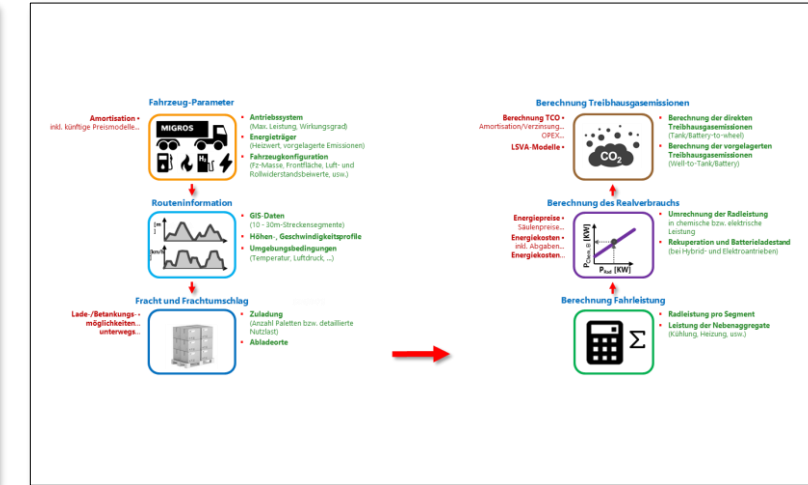 Fahrzeug-Parameter
Amortisation •
inkl. künftige Preismodelle...
MIGROS
H₂
• Antriebssystem
(Max. Leistung, Wirkungsgrad)
• Energieträger
(Heizwert, vorgelagerte Emissionen)
• Fahrzeugkonfiguration
(Fz-Masse, Frontfläche, Luft- und
Rollwiderstandsbeiwerte, usw.)
Routeninformation
[m
]
[km/h
• GIS-Daten
(10 - 30m-Streckensegmente)
• Höhen-, Geschwindigkeitsprofile
• Umgebungsbedingungen
(Temperatur, Luftdruck, ...)
Fracht und Frachtumschlag
Lade-/Betankungs- •
möglichkeiten...
unterwegs...
• Zuladung
(Anzahl Paletten bzw. detaillierte
Nutzlast)
• Abladeorte
Berechnung Treibhausgasemissionen
Berechnung TCO •
Amortisation/Verzinsung...
OPEX...
LSVA-Modelle •
CO₂
• Berechnung der direkten
Treibhausgasemissionen
(Tank/Battery-to-wheel)
• Berechnung der vorgelagerten
Treibhausgasemissionen
(Well-to-Tank/Battery)
Berechnung des Realverbrauchs
Energiepreise •
Säulenpreise...
Energiekosten •
inkl. Abgaben...
Energiekosten...
[KW]
P Rad [KW]
• Umrechnung der Radleistung
in chemische bzw. elektrische
Leistung
• Rekuperation und Batterieladestand
(bei Hybrid- und Elektroantrieben)
Berechnung Fahrleistung
Σ
• Radleistung pro Segment
• Leistung der Nebenaggregate
(Kühlung, Heizung, usw.)